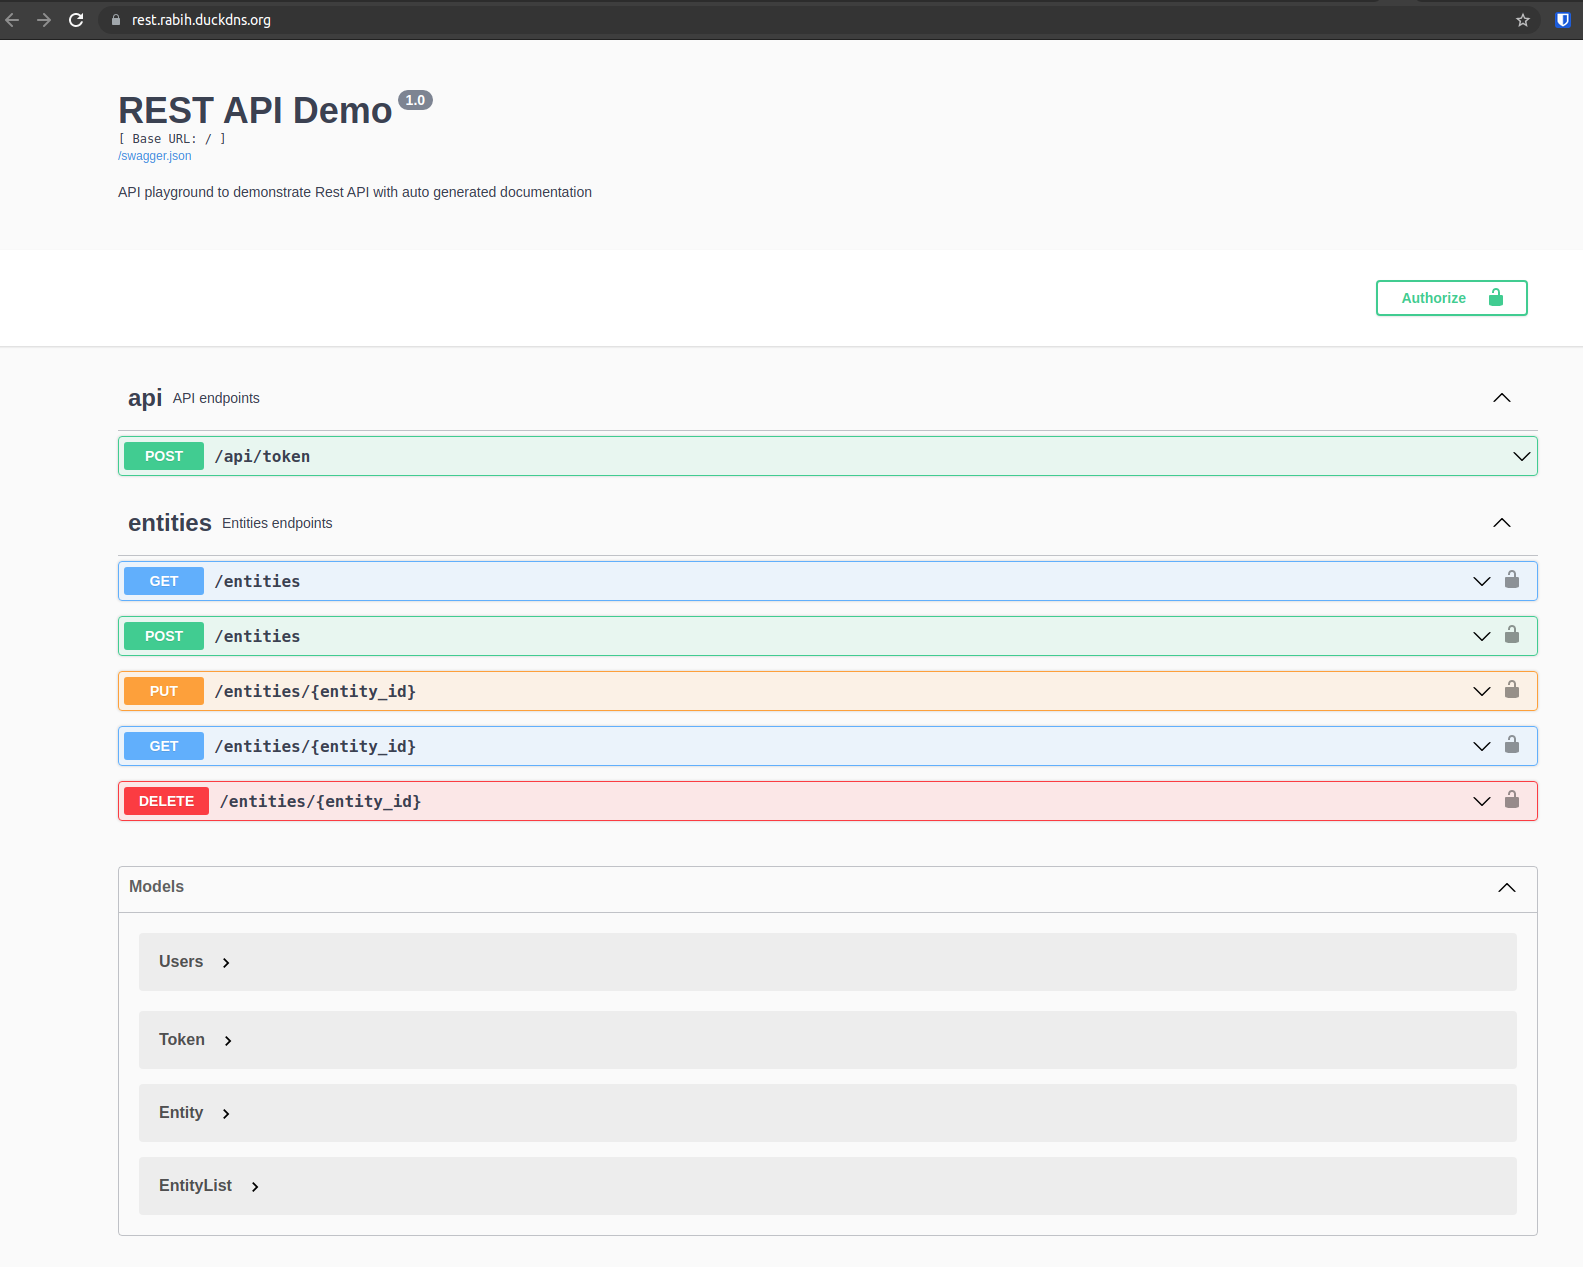 rest.rabih.duckdns.org
REST API Demo 1.0
[ Base URL: / ]
/swagger.json
API playground to demonstrate Rest API with auto generated documentation
Authorize
api API endpoints
POST /api/token
entities Entities endpoints
GET /entities
POST /entities
PUT /entities/{entity_id}
GET /entities/{entity_id}
DELETE /entities/{entity_id}
Models
Users
Token
Entity
EntityList